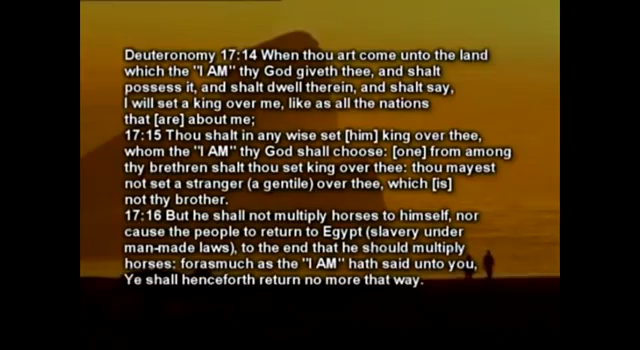 Deuteronomy 17:14 When thou art come unto the land
which the "I AM" thy God giveth thee, and shalt
possess it, and shalt dwell therein, and shalt say,
I will set a king over me, like as all the nations
that [are] about me;
17:15 Thou shalt in any wise set [him] king over thee,
whom the "I AM" thy God shall choose: [one] from among
thy brethren shalt thou set king over thee: thou mayest
not set a stranger (a gentile) over thee, which [is]
not thy brother.
17:16 But he shall not multiply horses to himself, nor
cause the people to return to Egypt (slavery under
man-made laws), to the end that he should multiply
horses: forasmuch as the "I AM" hath said unto you,
Ye shall henceforth return no more that way.